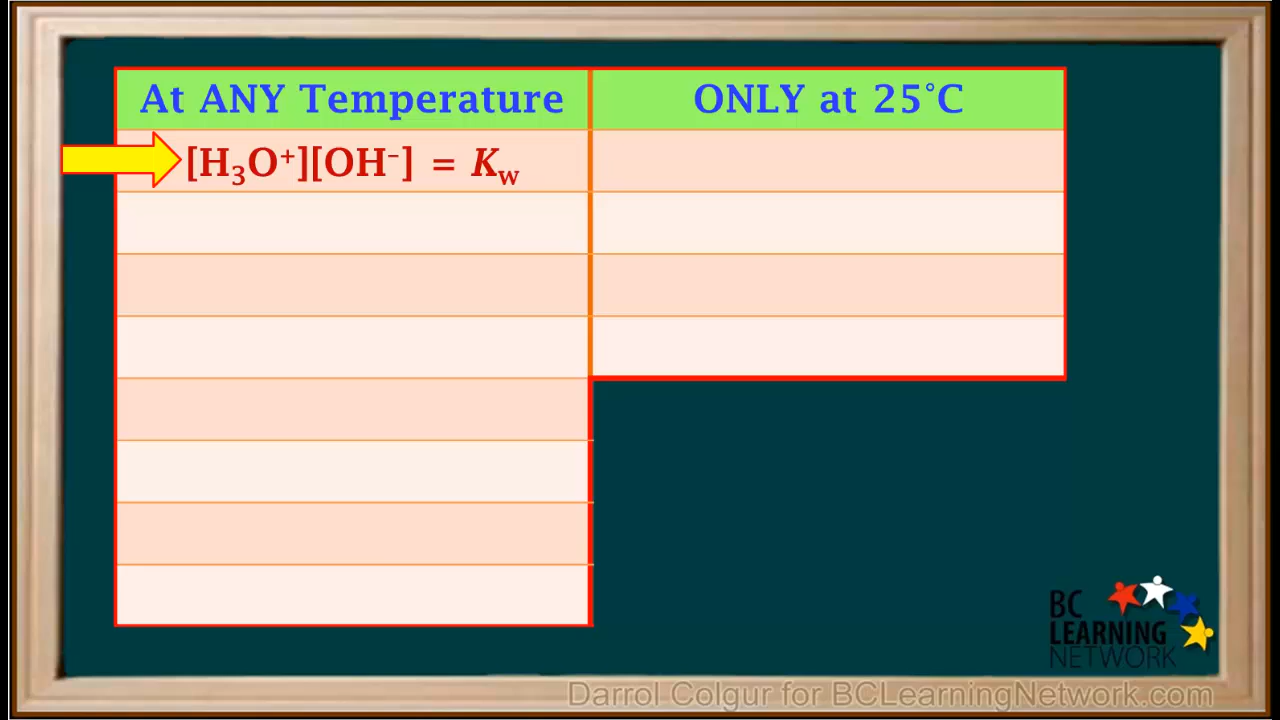 At ANY Temperature
ONLY at 25°C
[H₃O⁺][OH⁻] = Kw
BC
LEARNING
NETWORK
Darrol Colgur for BCLearningNetwork.com